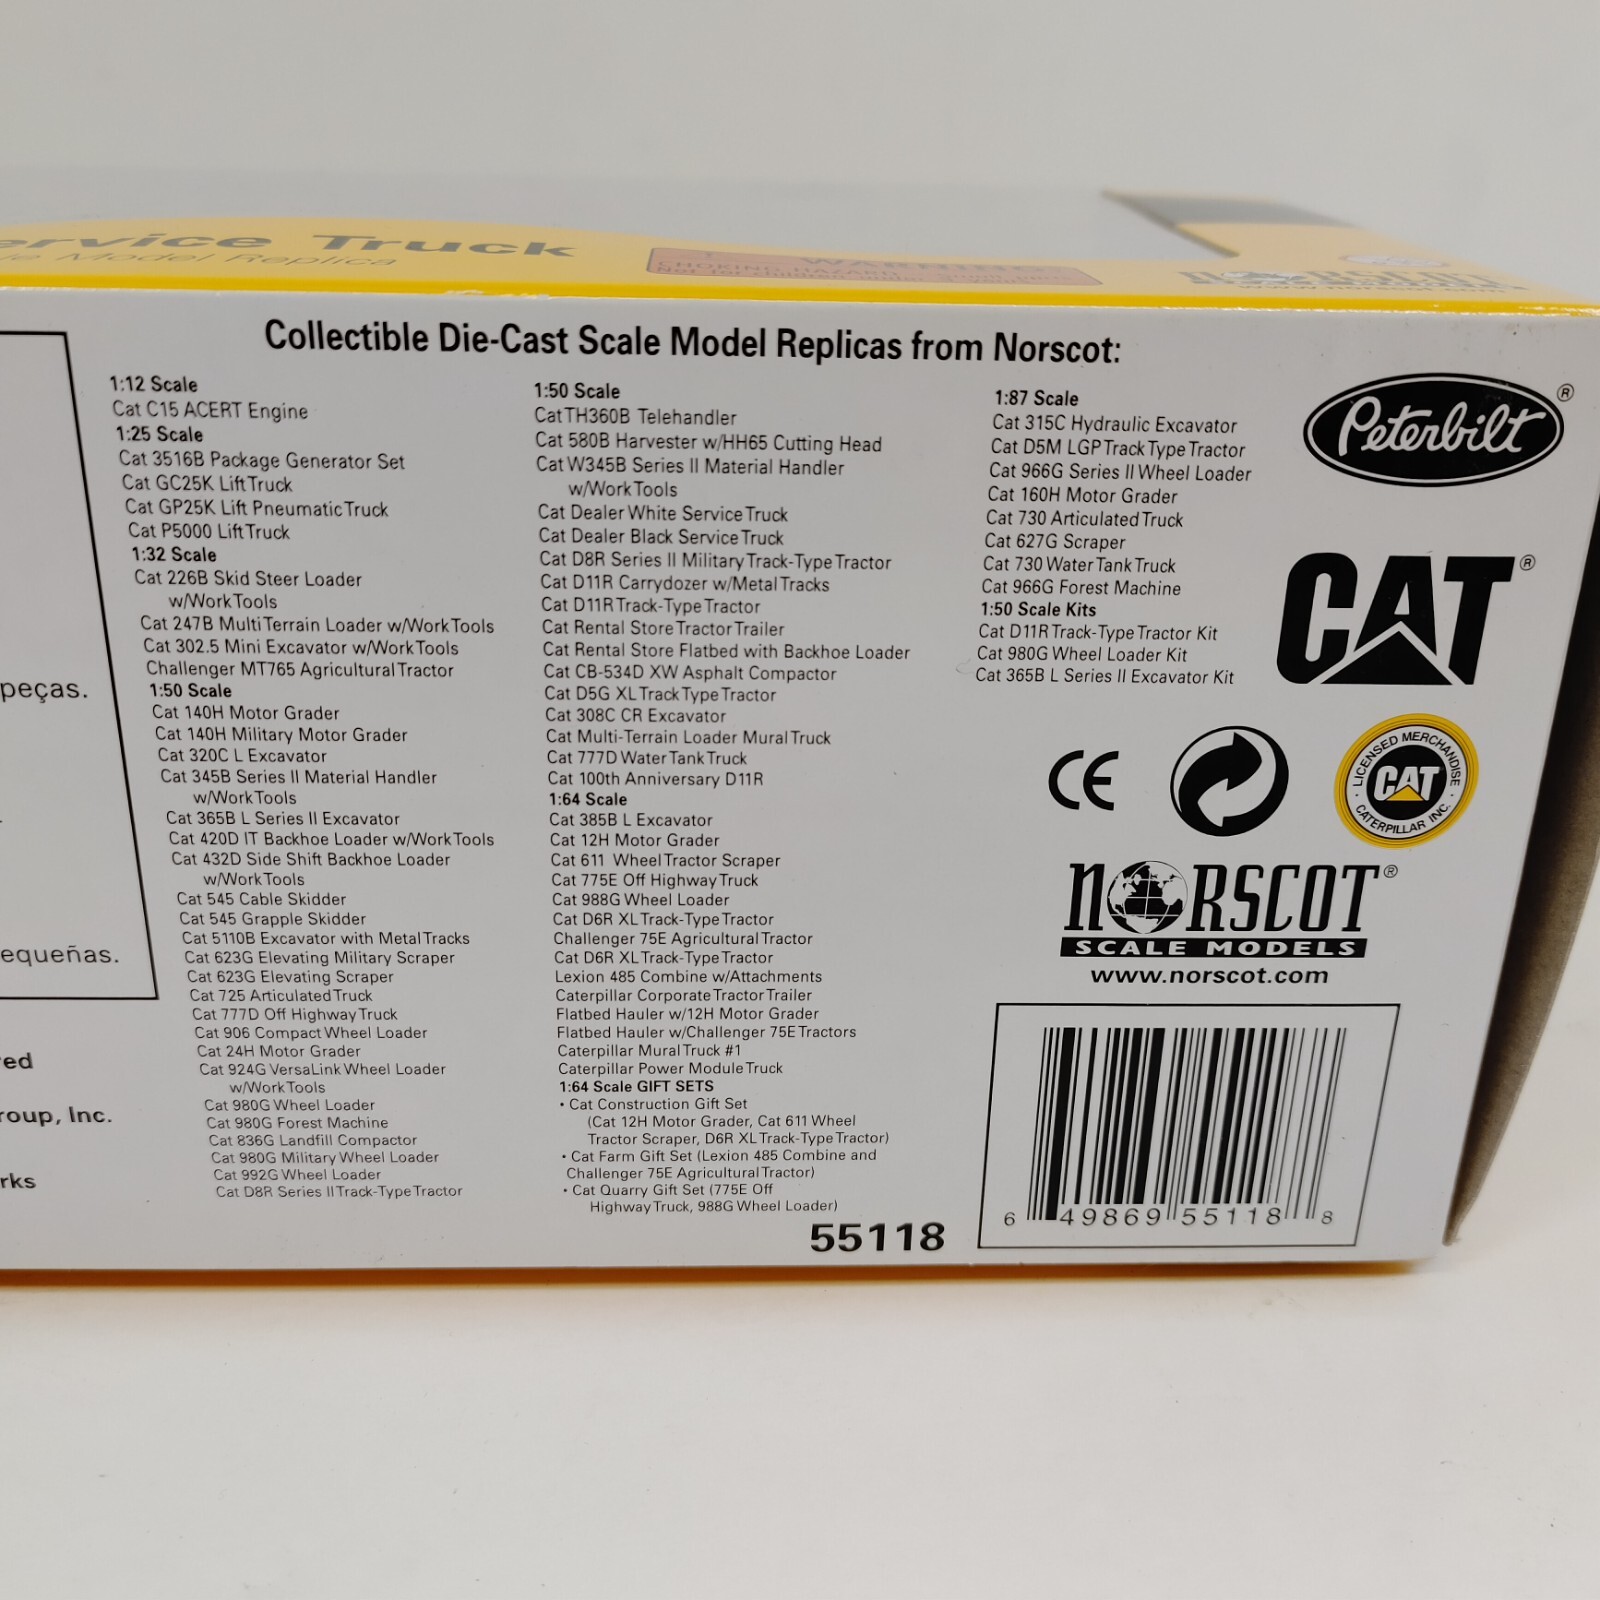 ervice Truck
le Model Replica
WARNING:
CHOKING HAZARD
peças.
equeñas.
red
roup, Inc.
rks
Collectible Die-Cast Scale Model Replicas from Norscot:
1:12 Scale
Cat C15 ACERT Engine
1:25 Scale
Cat 3516B Package Generator Set
Cat GC25K Lift Truck
Cat GP25K Lift Pneumatic Truck
Cat P5000 Lift Truck
1:32 Scale
Cat 226B Skid Steer Loader
w/Work Tools
Cat 247B Multi Terrain Loader w/Work Tools
Cat 302.5 Mini Excavator w/Work Tools
Challenger MT765 Agricultural Tractor
1:50 Scale
Cat 140H Motor Grader
Cat 140H Military Motor Grader
Cat 320C L Excavator
Cat 345B Series II Material Handler
w/Work Tools
Cat 365B L Series II Excavator
Cat 420D IT Backhoe Loader w/Work Tools
Cat 432D Side Shift Backhoe Loader
w/Work Tools
Cat 545 Cable Skidder
Cat 545 Grapple Skidder
Cat 5110B Excavator with Metal Tracks
Cat 623G Elevating Military Scraper
Cat 623G Elevating Scraper
Cat 725 Articulated Truck
Cat 777D Off Highway Truck
Cat 906 Compact Wheel Loader
Cat 24H Motor Grader
Cat 924G VersaLink Wheel Loader
w/Work Tools
Cat 980G Wheel Loader
Cat 980G Forest Machine
Cat 836G Landfill Compactor
Cat 980G Military Wheel Loader
Cat 992G Wheel Loader
Cat D8R Series II Track-Type Tractor
1:50 Scale
Cat TH360B Telehandler
Cat 580B Harvester w/HH65 Cutting Head
Cat W345B Series II Material Handler
w/Work Tools
Cat Dealer White Service Truck
Cat Dealer Black Service Truck
Cat D8R Series II Military Track-Type Tractor
Cat D11R Carrydozer w/Metal Tracks
Cat D11R Track-Type Tractor
Cat Rental Store Tractor Trailer
Cat Rental Store Flatbed with Backhoe Loader
Cat CB-534D XW Asphalt Compactor
Cat D5G XL Track Type Tractor
Cat 308C CR Excavator
Cat Multi-Terrain Loader Mural Truck
Cat 777D Water Tank Truck
Cat 100th Anniversary D11R
1:64 Scale
Cat 385B L Excavator
Cat 12H Motor Grader
Cat 611 Wheel Tractor Scraper
Cat 775E Off Highway Truck
Cat 988G Wheel Loader
Cat D6R XL Track-Type Tractor
Challenger 75E Agricultural Tractor
Cat D6R XL Track-Type Tractor
Lexion 485 Combine w/Attachments
Caterpillar Corporate Tractor Trailer
Flatbed Hauler w/12H Motor Grader
Flatbed Hauler w/Challenger 75E Tractors
Caterpillar Mural Truck #1
Caterpillar Power Module Truck
1:64 Scale GIFT SETS
• Cat Construction Gift Set
(Cat 12H Motor Grader, Cat 611 Wheel
Tractor Scraper, D6R XL Track-Type Tractor)
• Cat Farm Gift Set (Lexion 485 Combine and
Challenger 75E Agricultural Tractor)
• Cat Quarry Gift Set (775E Off
Highway Truck, 988G Wheel Loader)
55118
1:87 Scale
Cat 315C Hydraulic Excavator
Cat D5M LGP Track Type Tractor
Cat 966G Series II Wheel Loader
Cat 160H Motor Grader
Cat 730 Articulated Truck
Cat 627G Scraper
Cat 730 Water Tank Truck
Cat 966G Forest Machine
1:50 Scale Kits
Cat D11R Track-Type Tractor Kit
Cat 980G Wheel Loader Kit
Cat 365B L Series II Excavator Kit
Peterbilt®
CAT®
CE
LICENSED MERCHANDISE
CAT
CATERPILLAR INC.
NORSCOT®
SCALE MODELS
www.norscot.com
6 49869 55118 8